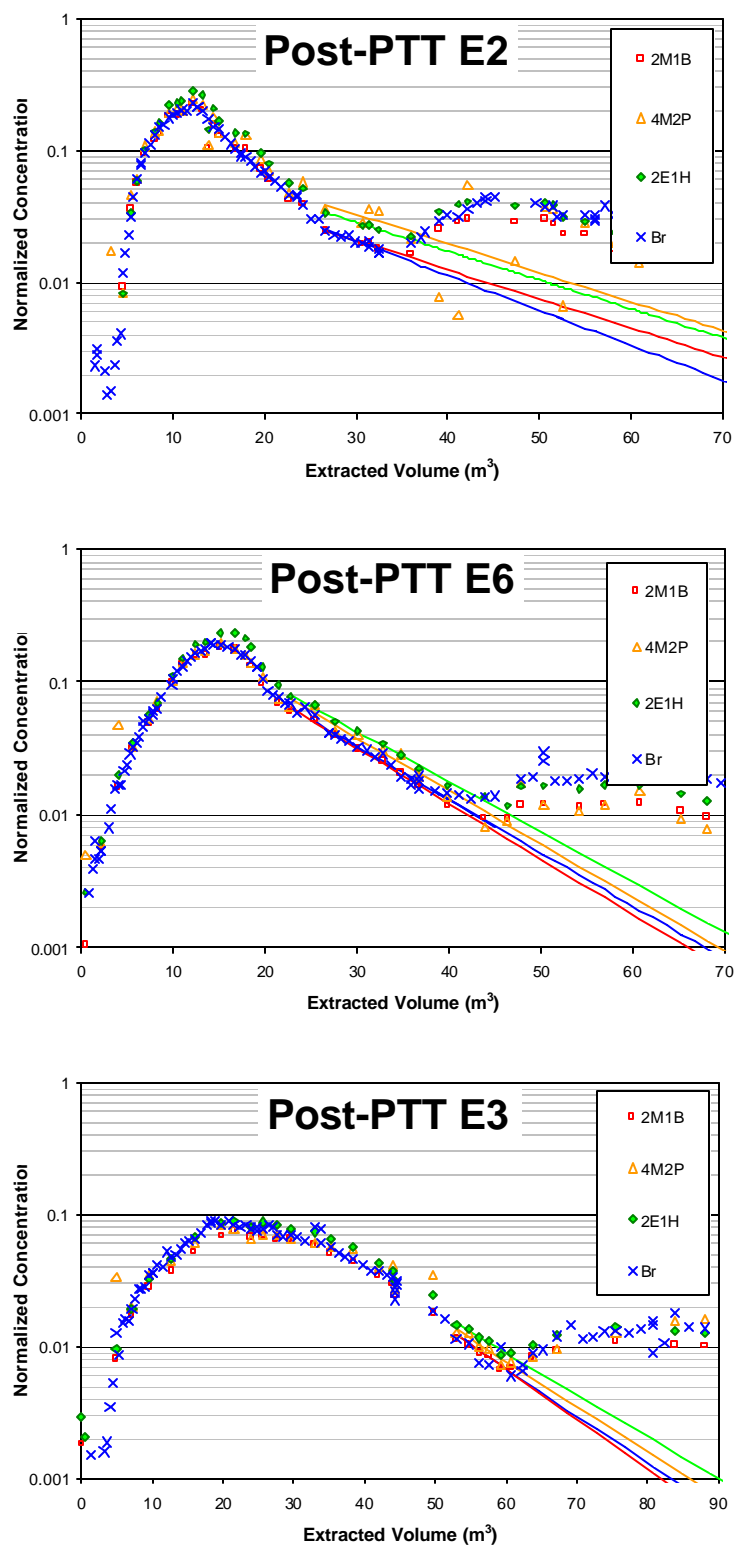 Post-PTT E2
Normalized Concentration
1
0.1
0.01
0.001
0 10 20 30 40 50 60 70
Extracted Volume (m³)
2M1B
4M2P
2E1H
Br
Post-PTT E6
Normalized Concentration
1
0.1
0.01
0.001
0 10 20 30 40 50 60 70
Extracted Volume (m³)
2M1B
4M2P
2E1H
Br
Post-PTT E3
Normalized Concentration
1
0.1
0.01
0.001
0 10 20 30 40 50 60 70 80 90
Extracted Volume (m³)
2M1B
4M2P
2E1H
Br